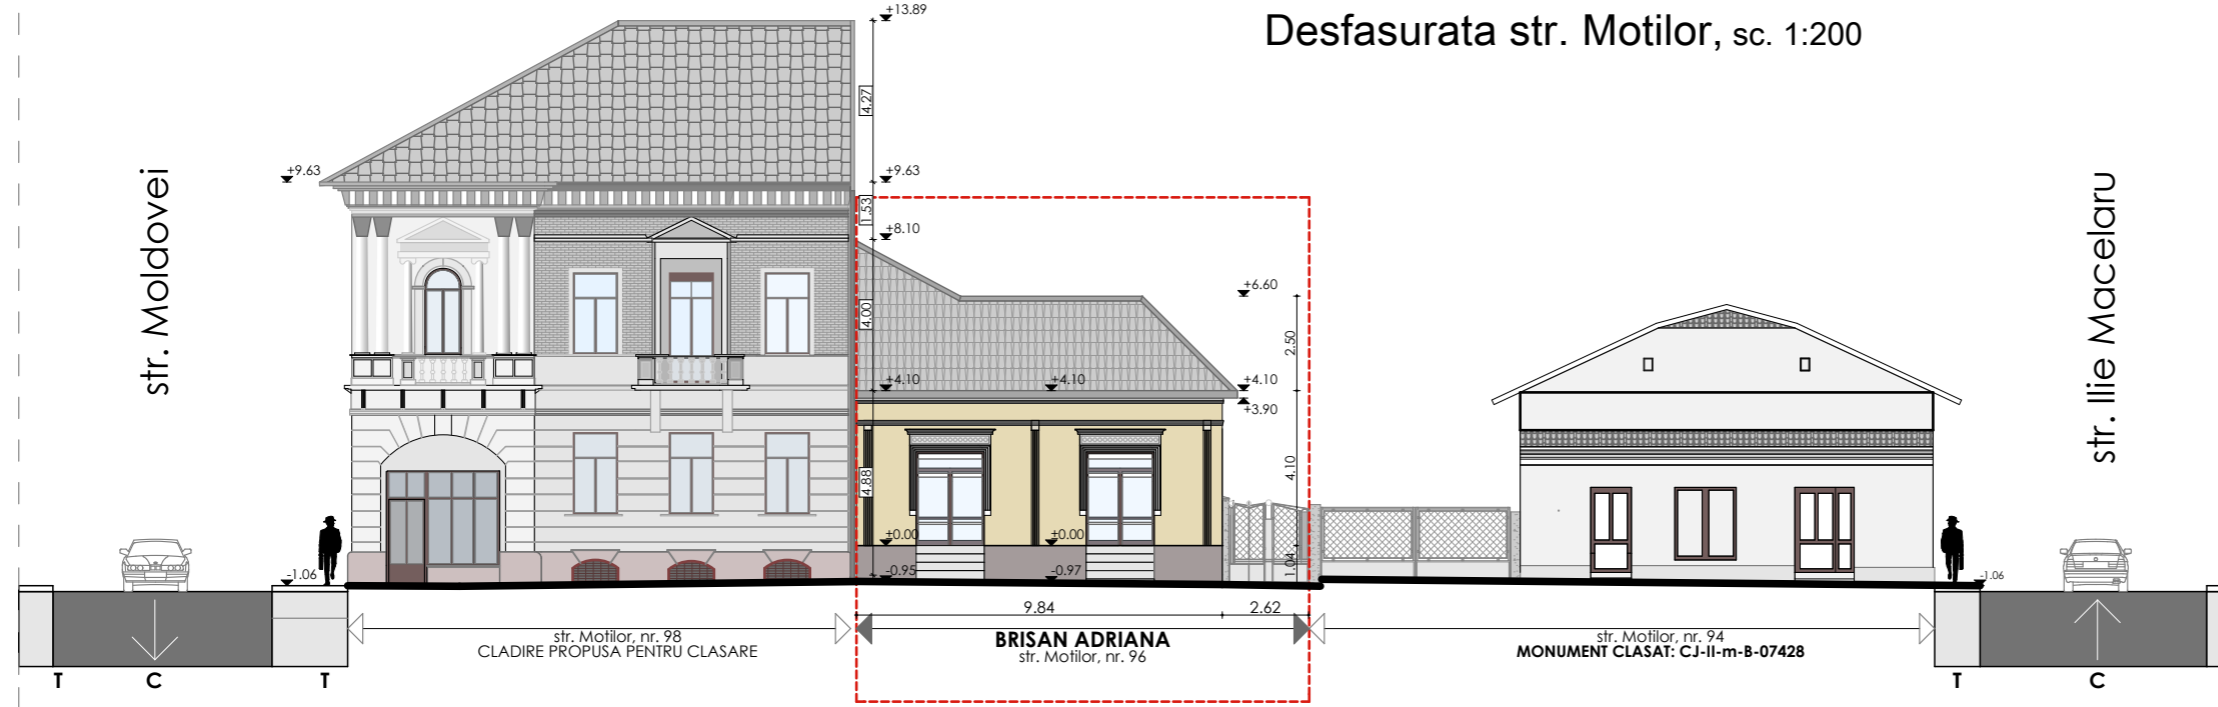 Desfasurata str. Motilor, sc. 1:200
+13.89
4.27
+9.63
+9.63
1.53
+8.10
4.00
+6.60
2.50
+4.10
+4.10
+4.10
+3.90
4.88
4.10
+0.00
+0.00
-0.95
-0.97
1.04
-1.06
-1.06
str. Moldovei
str. Ilie Macelaru
9.84
2.62
str. Motilor, nr. 98
CLADIRE PROPUSA PENTRU CLASARE
BRISAN ADRIANA
str. Motilor, nr. 96
str. Motilor, nr. 94
MONUMENT CLASAT: CJ-II-m-B-07428
T
C
T
T
C